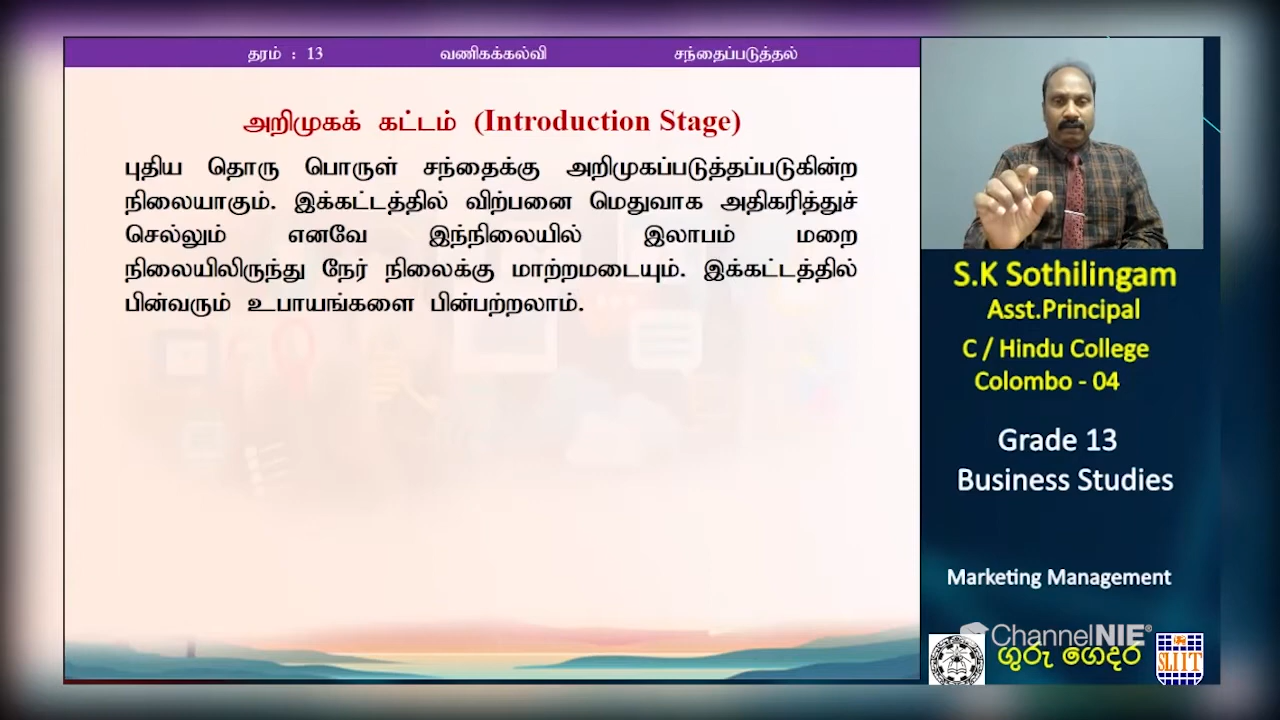 தரம் : 13 வணிகக்கல்வி சந்தைப்படுத்தல்
அறிமுகக் கட்டம் (Introduction Stage)
புதிய தொரு பொருள் சந்தைக்கு அறிமுகப்படுத்தப்படுகின்ற
நிலையாகும். இக்கட்டத்தில் விற்பனை மெதுவாக அதிகரித்துச்
செல்லும் எனவே இந்நிலையில் இலாபம் மறை
நிலையிலிருந்து நேர் நிலைக்கு மாற்றமடையும். இக்கட்டத்தில்
பின்வரும் உபாயங்களை பின்பற்றலாம்.
S.K Sothilingam
Asst.Principal
C / Hindu College
Colombo - 04
Grade 13
Business Studies
Marketing Management
ChannelNIE®
ගුරු ගෙදර
SLIIT